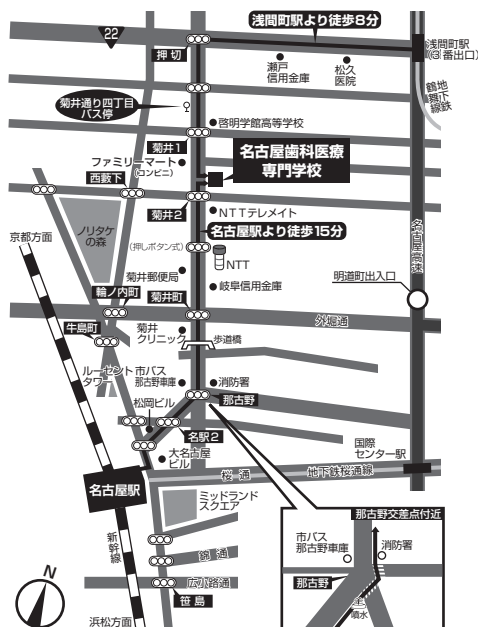 浅間町駅より徒歩8分
22
押切
瀬戸
信用金庫
松久
医院
浅間町駅
(③番出口)
地下鉄
鶴舞線
菊井通り四丁目
バス停
啓明学館高等学校
菊井1
ファミリーマート
(コンビニ)
名古屋歯科医療
専門学校
西藪下
菊井2
NTTテレメイト
名古屋駅より徒歩15分
京都方面
ノリタケ
の森
(押しボタン式)
NTT
名古屋高速
菊井郵便局
岐阜信用金庫
明道町出入口
輪ノ内町
菊井町
外堀通
牛島町
菊井
クリニック
歩道橋
ルーセント
タワー
市バス
那古野車庫
消防署
松岡ビル
那古野
名駅2
大名古屋
ビル
国際
センター駅
桜通
地下鉄桜通線
名古屋駅
ミッドランド
スクエア
那古野交差点付近
新幹線
市バス
那古野車庫
消防署
錦通
那古野
広小路通
笹島
噴水
N
浜松方面